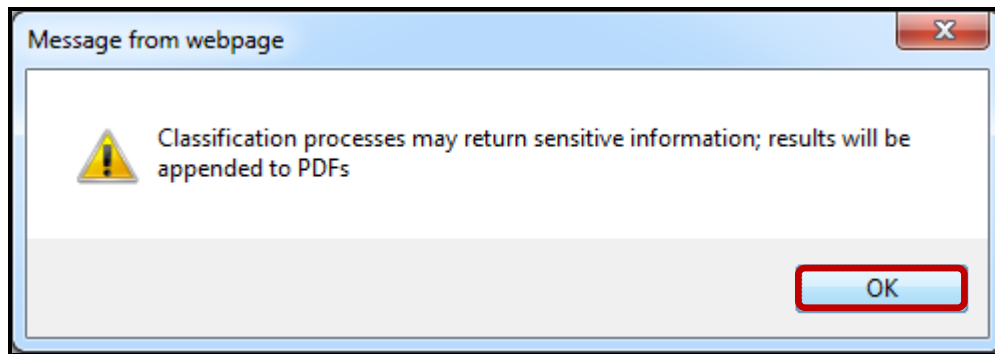 Message from webpage
Classification processes may return sensitive information; results will be
appended to PDFs
OK